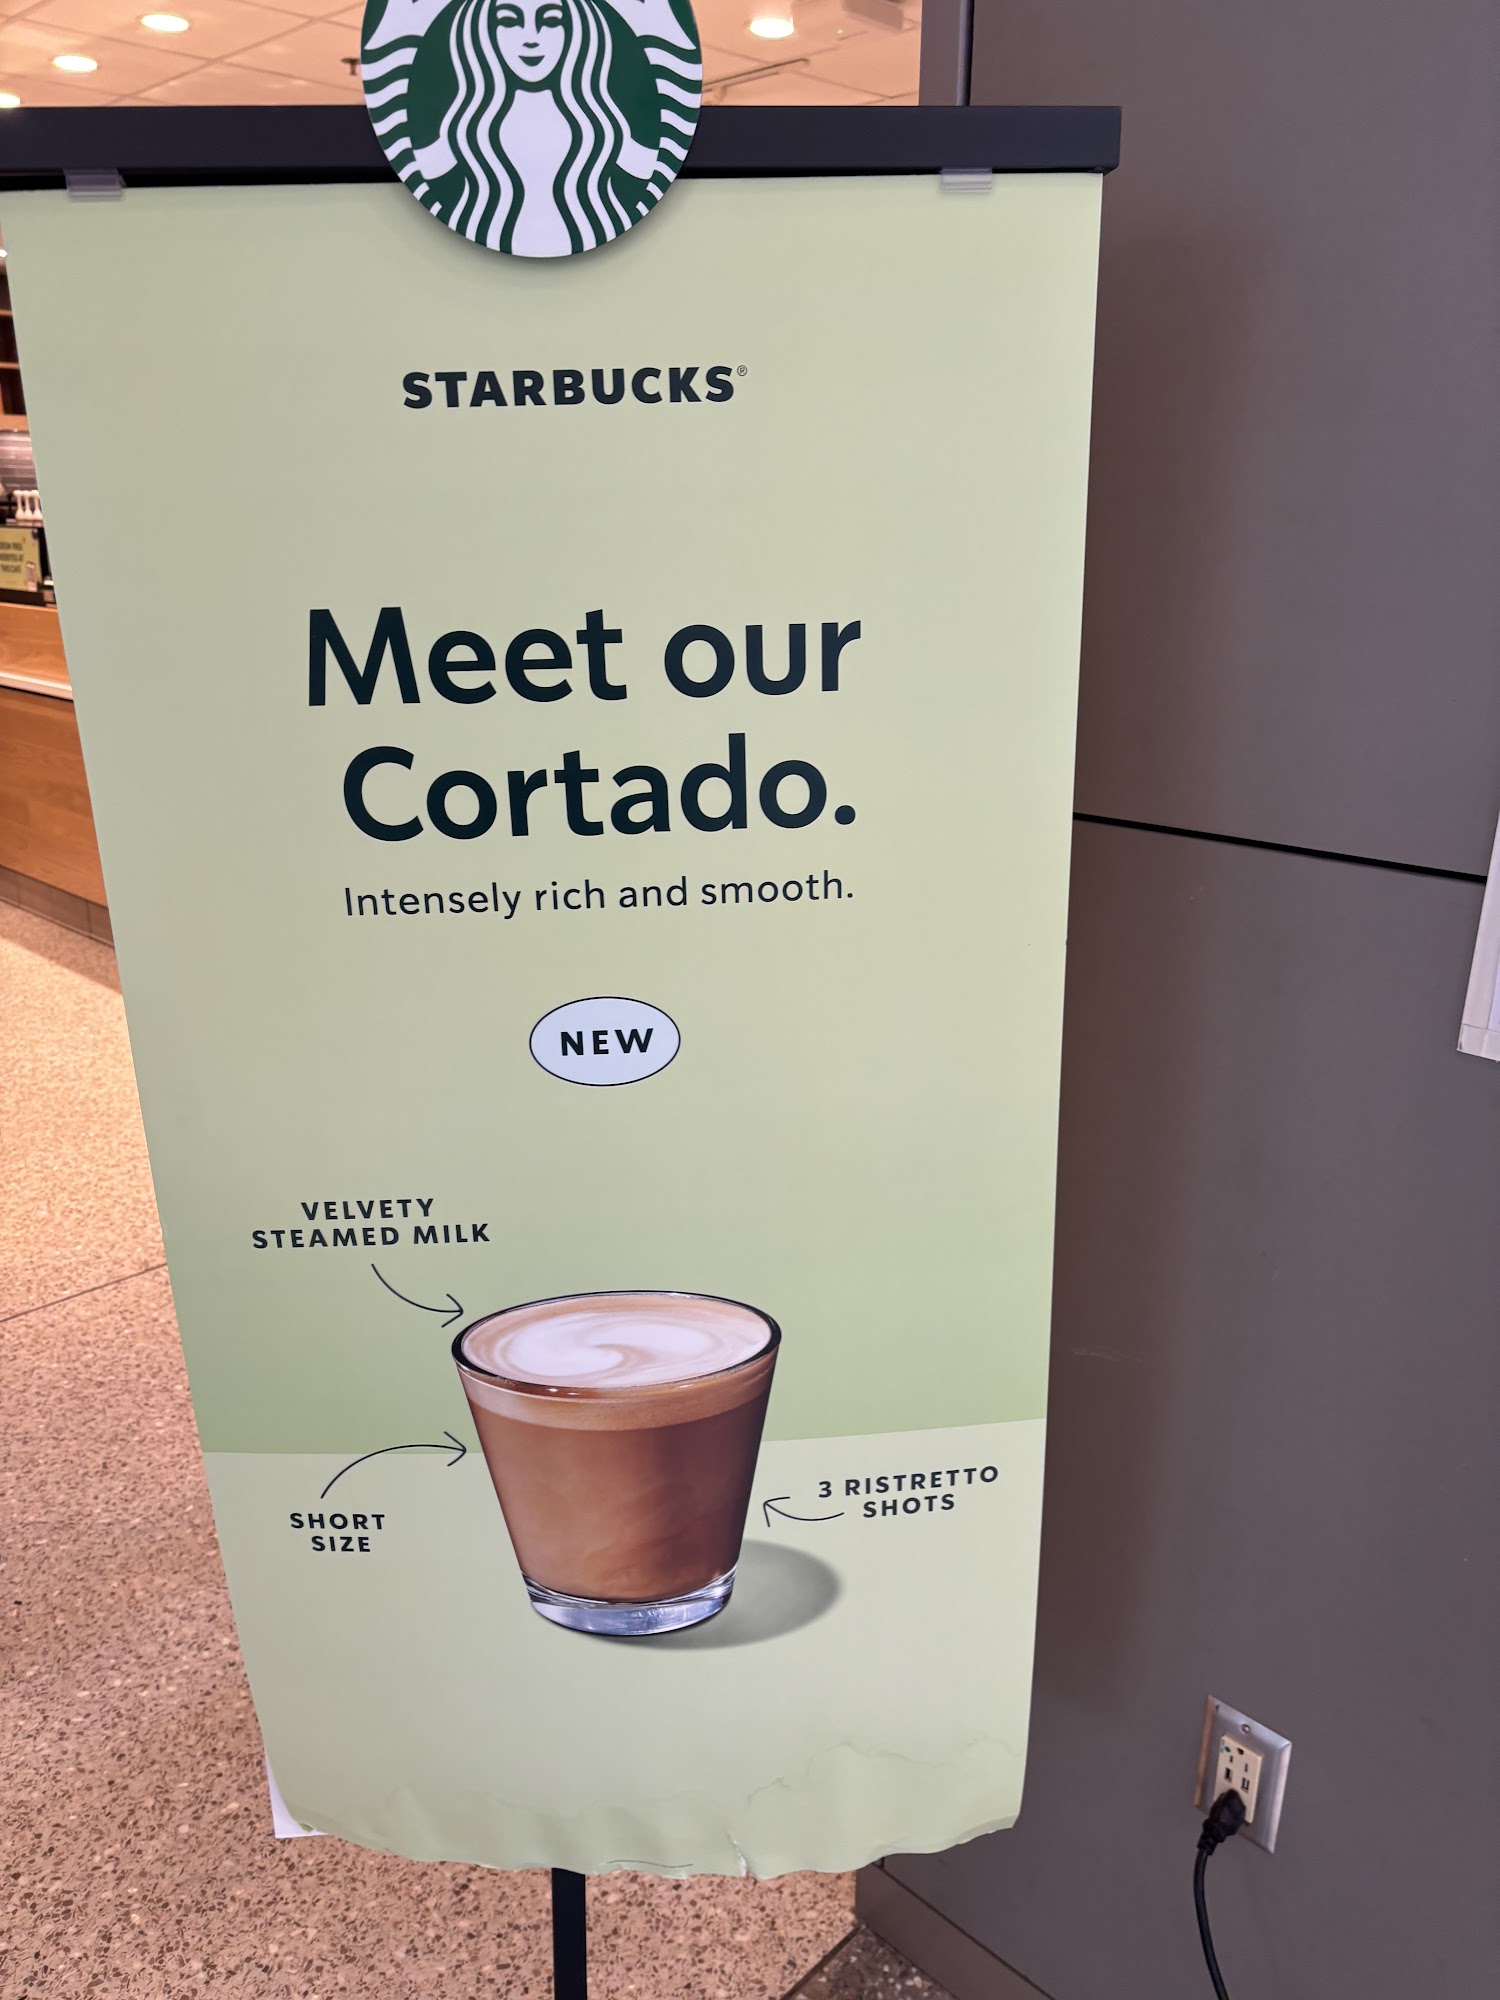 STARBUCKS®
Meet our
Cortado.
Intensely rich and smooth.
NEW
VELVETY
STEAMED MILK
SHORT
SIZE
3 RISTRETTO
SHOTS